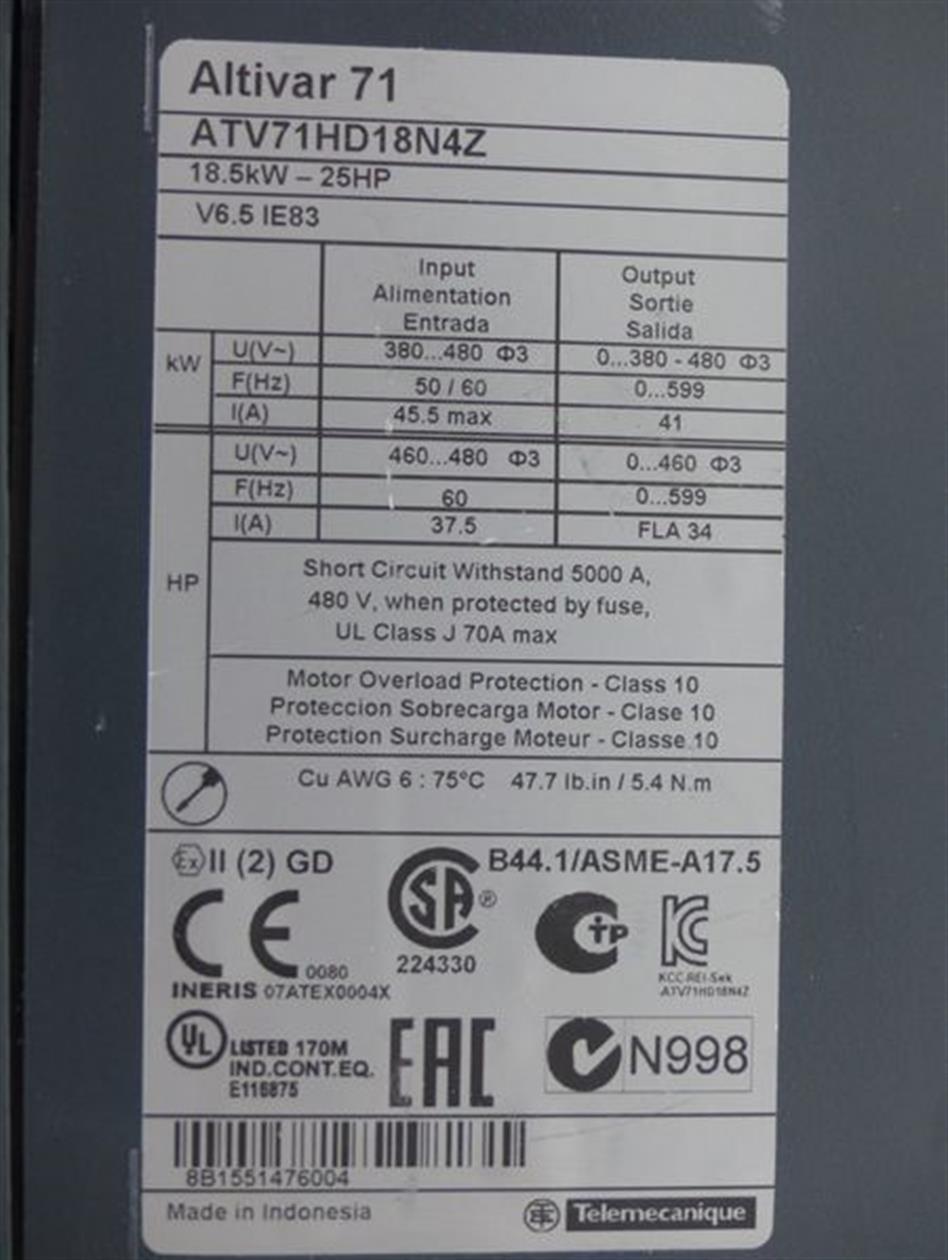 Altivar 71
ATV71HD18N4Z
18.5kW – 25HP
V6.5 IE83
Input Output
Alimentation Sortie
Entrada Salida
kW U(V~) 380...480 Φ3 0...380 - 480 Φ3
F(Hz) 50 / 60 0...599
I(A) 45.5 max 41
HP U(V~) 460...480 Φ3 0...460 Φ3
F(Hz) 60 0...599
I(A) 37.5 FLA 34
Short Circuit Withstand 5000 A,
480 V, when protected by fuse,
UL Class J 70A max
Motor Overload Protection - Class 10
Proteccion Sobrecarga Motor - Clase 10
Protection Surcharge Moteur - Classe 10
Cu AWG 6 : 75°C 47.7 lb.in / 5.4 N.m
Ex II (2) GD
CE 0080
INERIS 07ATEX0004X
SA ®
224330
B44.1/ASME-A17.5
KCC-REI-Sek
ATV71HD18N4Z
UL LISTED 170M
IND.CONT.EQ.
E116875
EAC
N998
8B1551476004
Made in Indonesia
Telemecanique